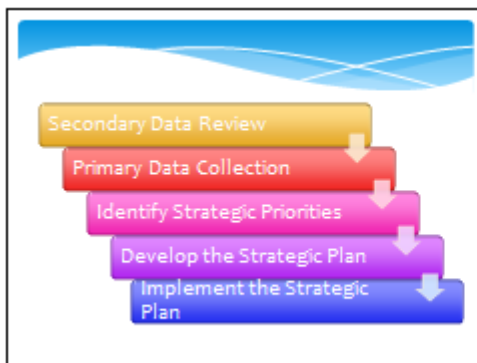 Secondary Data Review
Primary Data Collection
Identify Strategic Priorities
Develop the Strategic Plan
Implement the Strategic
Plan